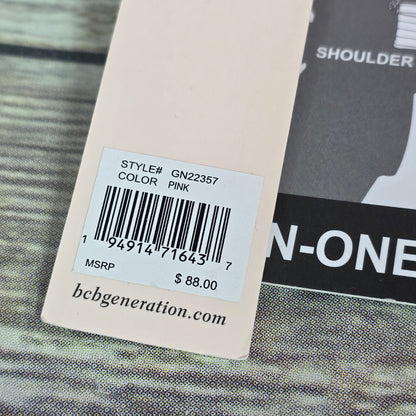 SHOULDER
STYLE# GN22357
COLOR PINK
1 94914 71643 7
MSRP $ 88.00
N-ONE
bcbgeneration.com